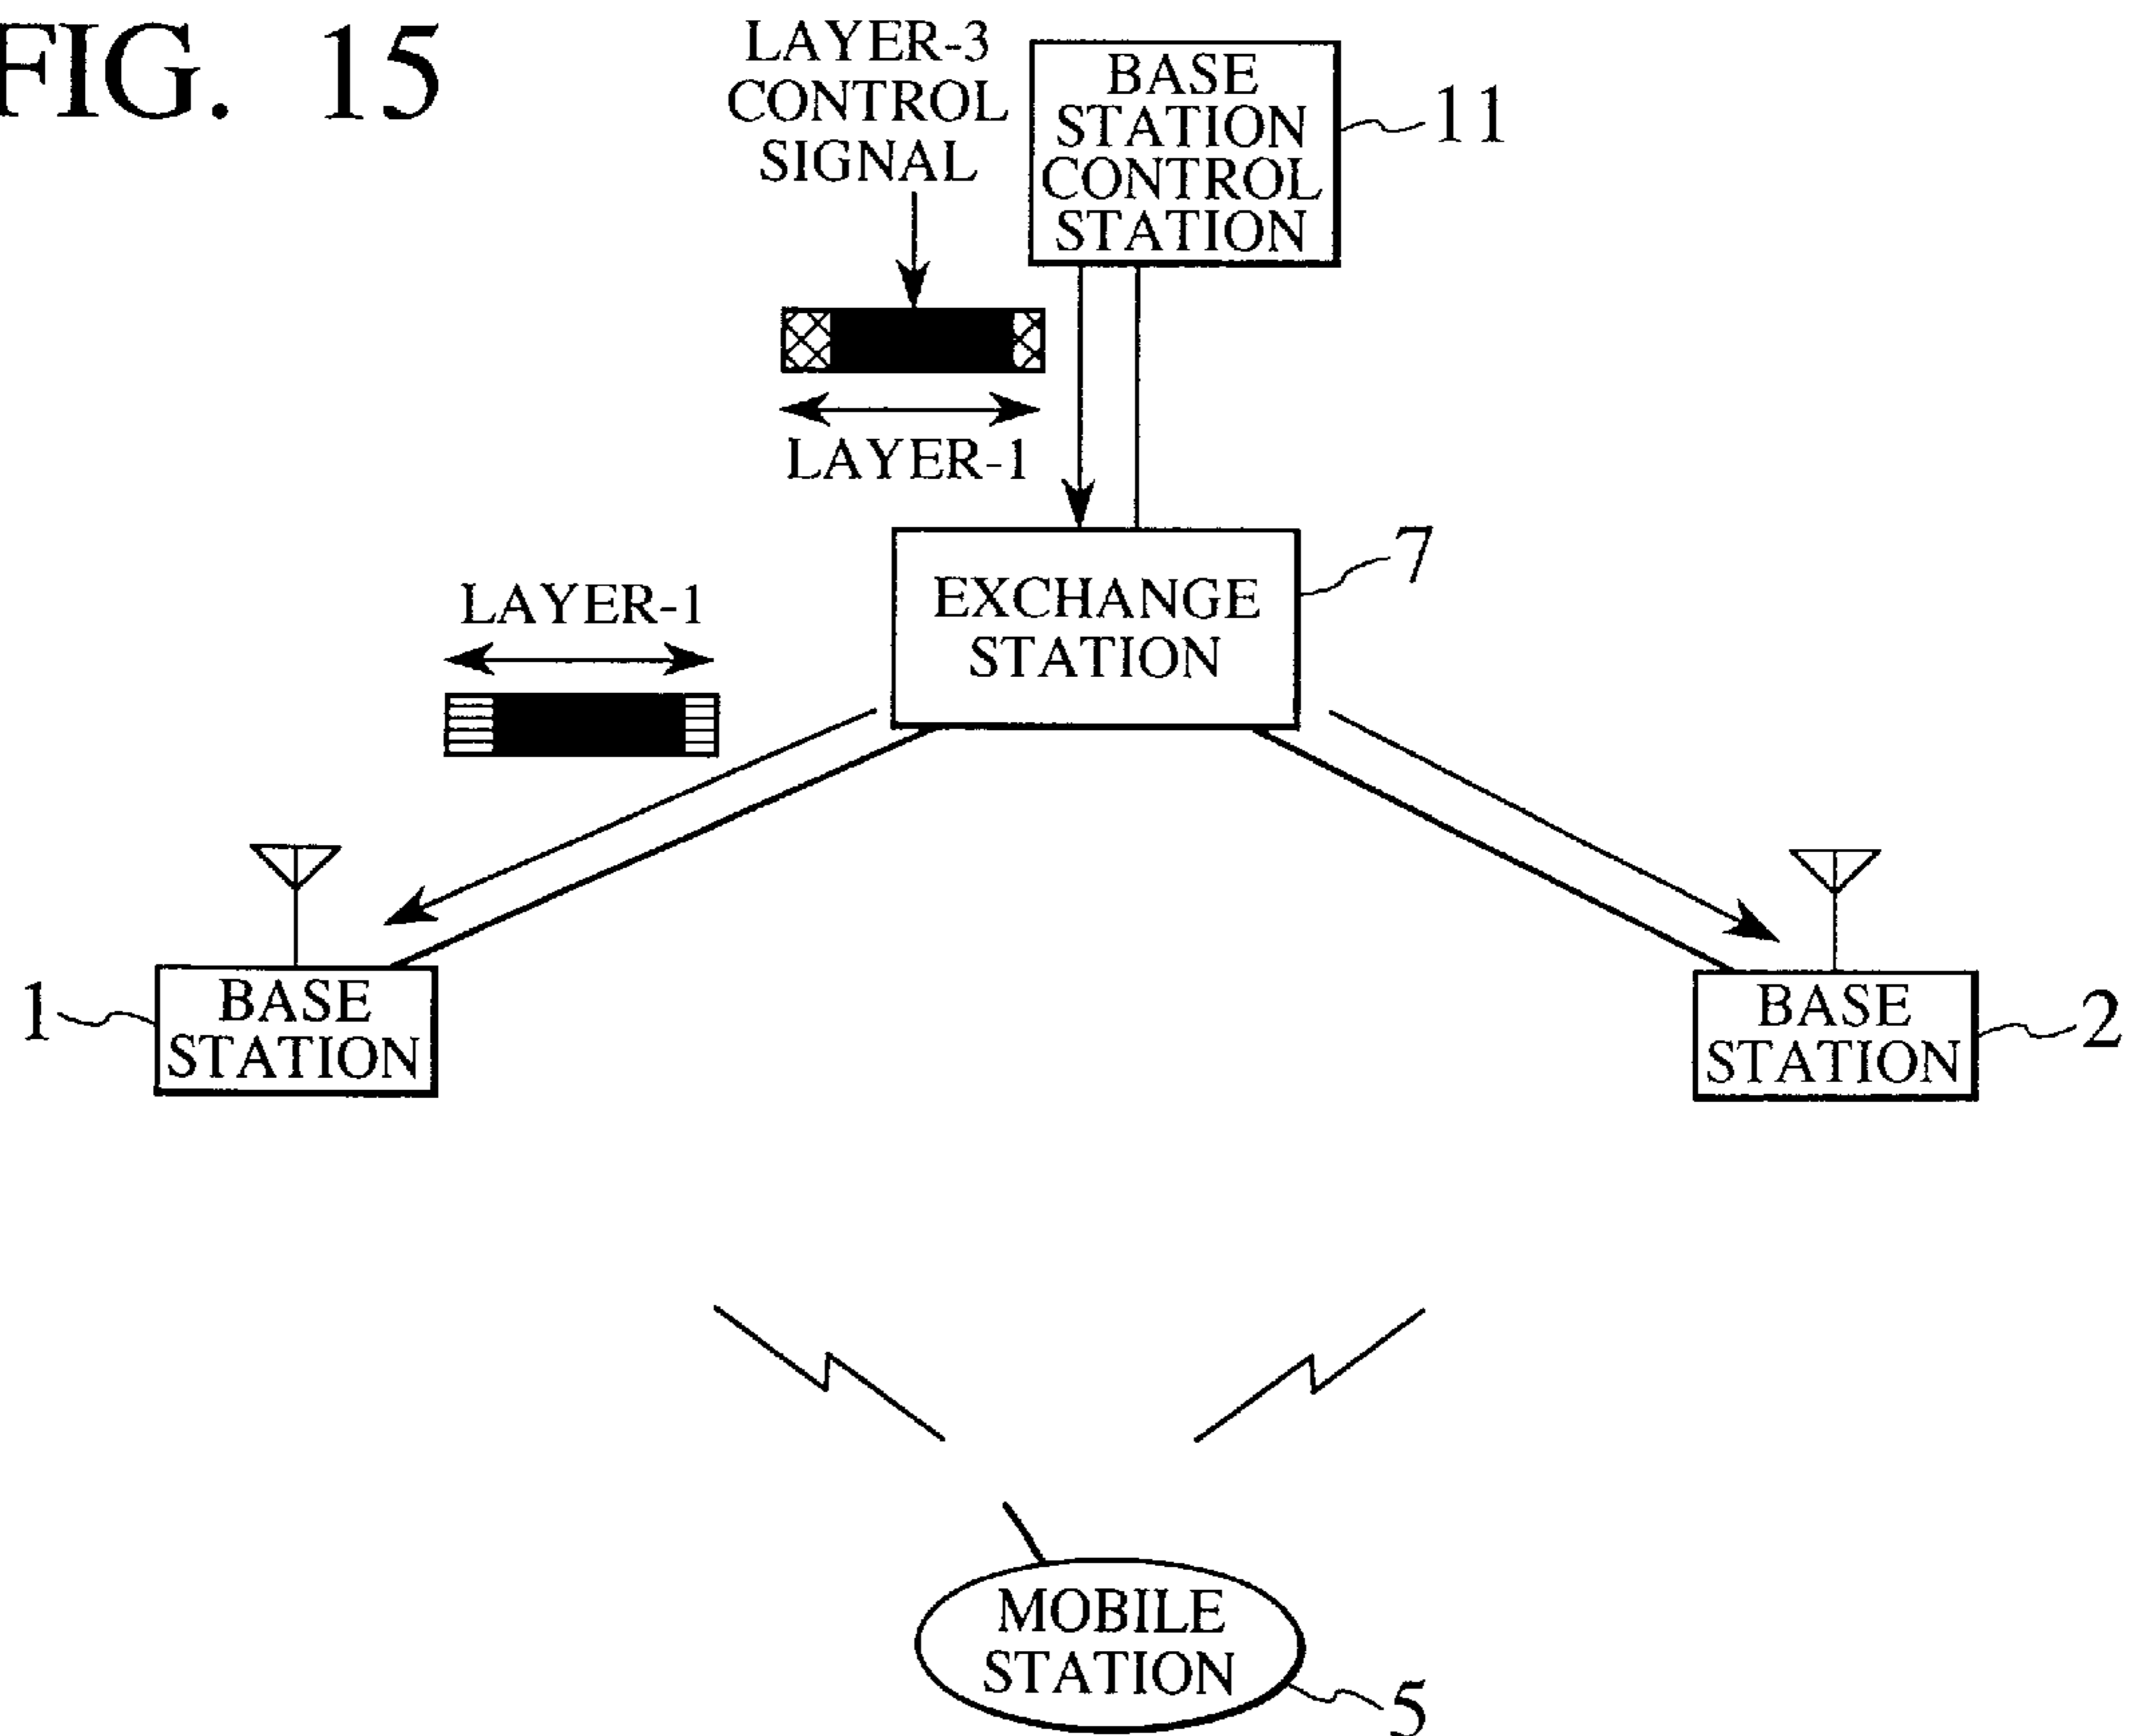 FIG. 15
LAYER-3
CONTROL
SIGNAL
BASE
STATION
CONTROL
STATION
11
LAYER-1
EXCHANGE
STATION
7
LAYER-1
BASE
STATION
1
BASE
STATION
2
MOBILE
STATION
5